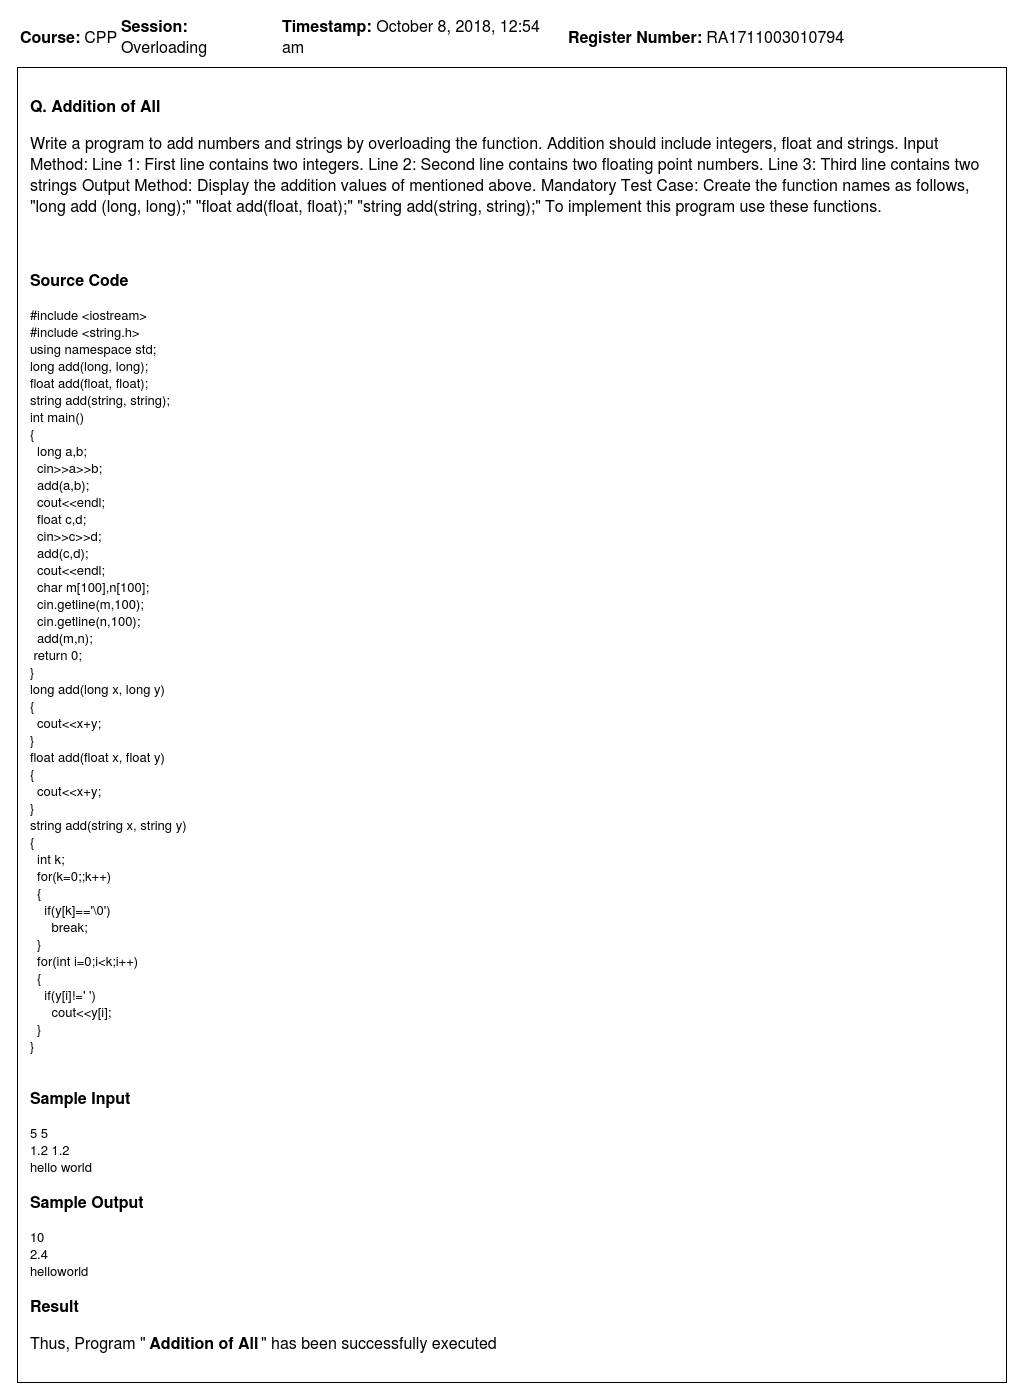 Course: CPP Session: Overloading Timestamp: October 8, 2018, 12:54 am Register Number: RA1711003010794
Q. Addition of All
Write a program to add numbers and strings by overloading the function. Addition should include integers, float and strings. Input
Method: Line 1: First line contains two integers. Line 2: Second line contains two floating point numbers. Line 3: Third line contains two
strings Output Method: Display the addition values of mentioned above. Mandatory Test Case: Create the function names as follows,
"long add (long, long);" "float add(float, float);" "string add(string, string);" To implement this program use these functions.
Source Code
#include <iostream>
#include <string.h>
using namespace std;
long add(long, long);
float add(float, float);
string add(string, string);
int main()
{
long a,b;
cin>>a>>b;
add(a,b);
cout<<endl;
float c,d;
cin>>c>>d;
add(c,d);
cout<<endl;
char m[100],n[100];
cin.getline(m,100);
cin.getline(n,100);
add(m,n);
return 0;
}
long add(long x, long y)
{
cout<<x+y;
}
float add(float x, float y)
{
cout<<x+y;
}
string add(string x, string y)
{
int k;
for(k=0;;k++)
{
if(y[k]=='\0')
break;
}
for(int i=0;i<k;i++)
{
if(y[i]!=' ')
cout<<y[i];
}
}
Sample Input
5 5
1.2 1.2
hello world
Sample Output
10
2.4
helloworld
Result
Thus, Program " Addition of All " has been successfully executed